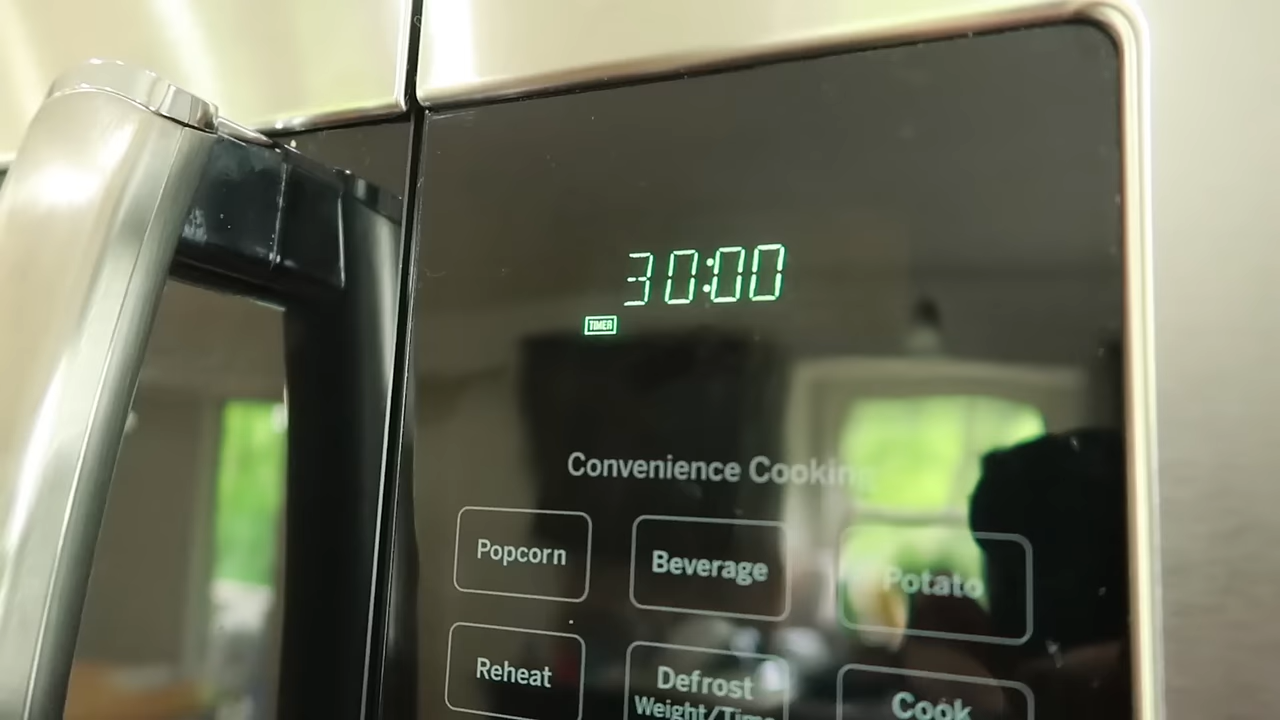 30:00
TIMER
Convenience Cooking
Popcorn
Beverage
Potato
Reheat
Defrost
Weight/Time
Cook